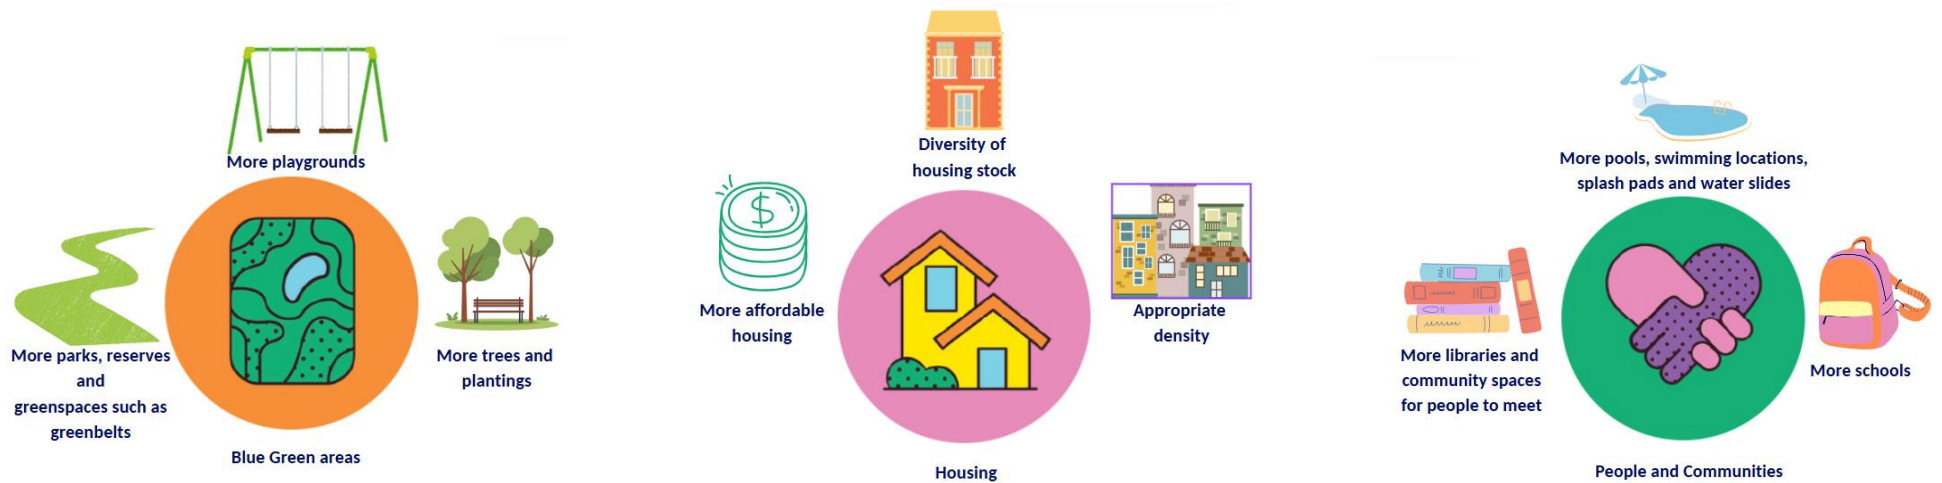 More playgrounds
More parks, reserves
and
greenspaces such as
greenbelts
More trees and
plantings
Blue Green areas
Diversity of
housing stock
$
More affordable
housing
Appropriate
density
Housing
More pools, swimming locations,
splash pads and water slides
More libraries and
community spaces
for people to meet
More schools
People and Communities